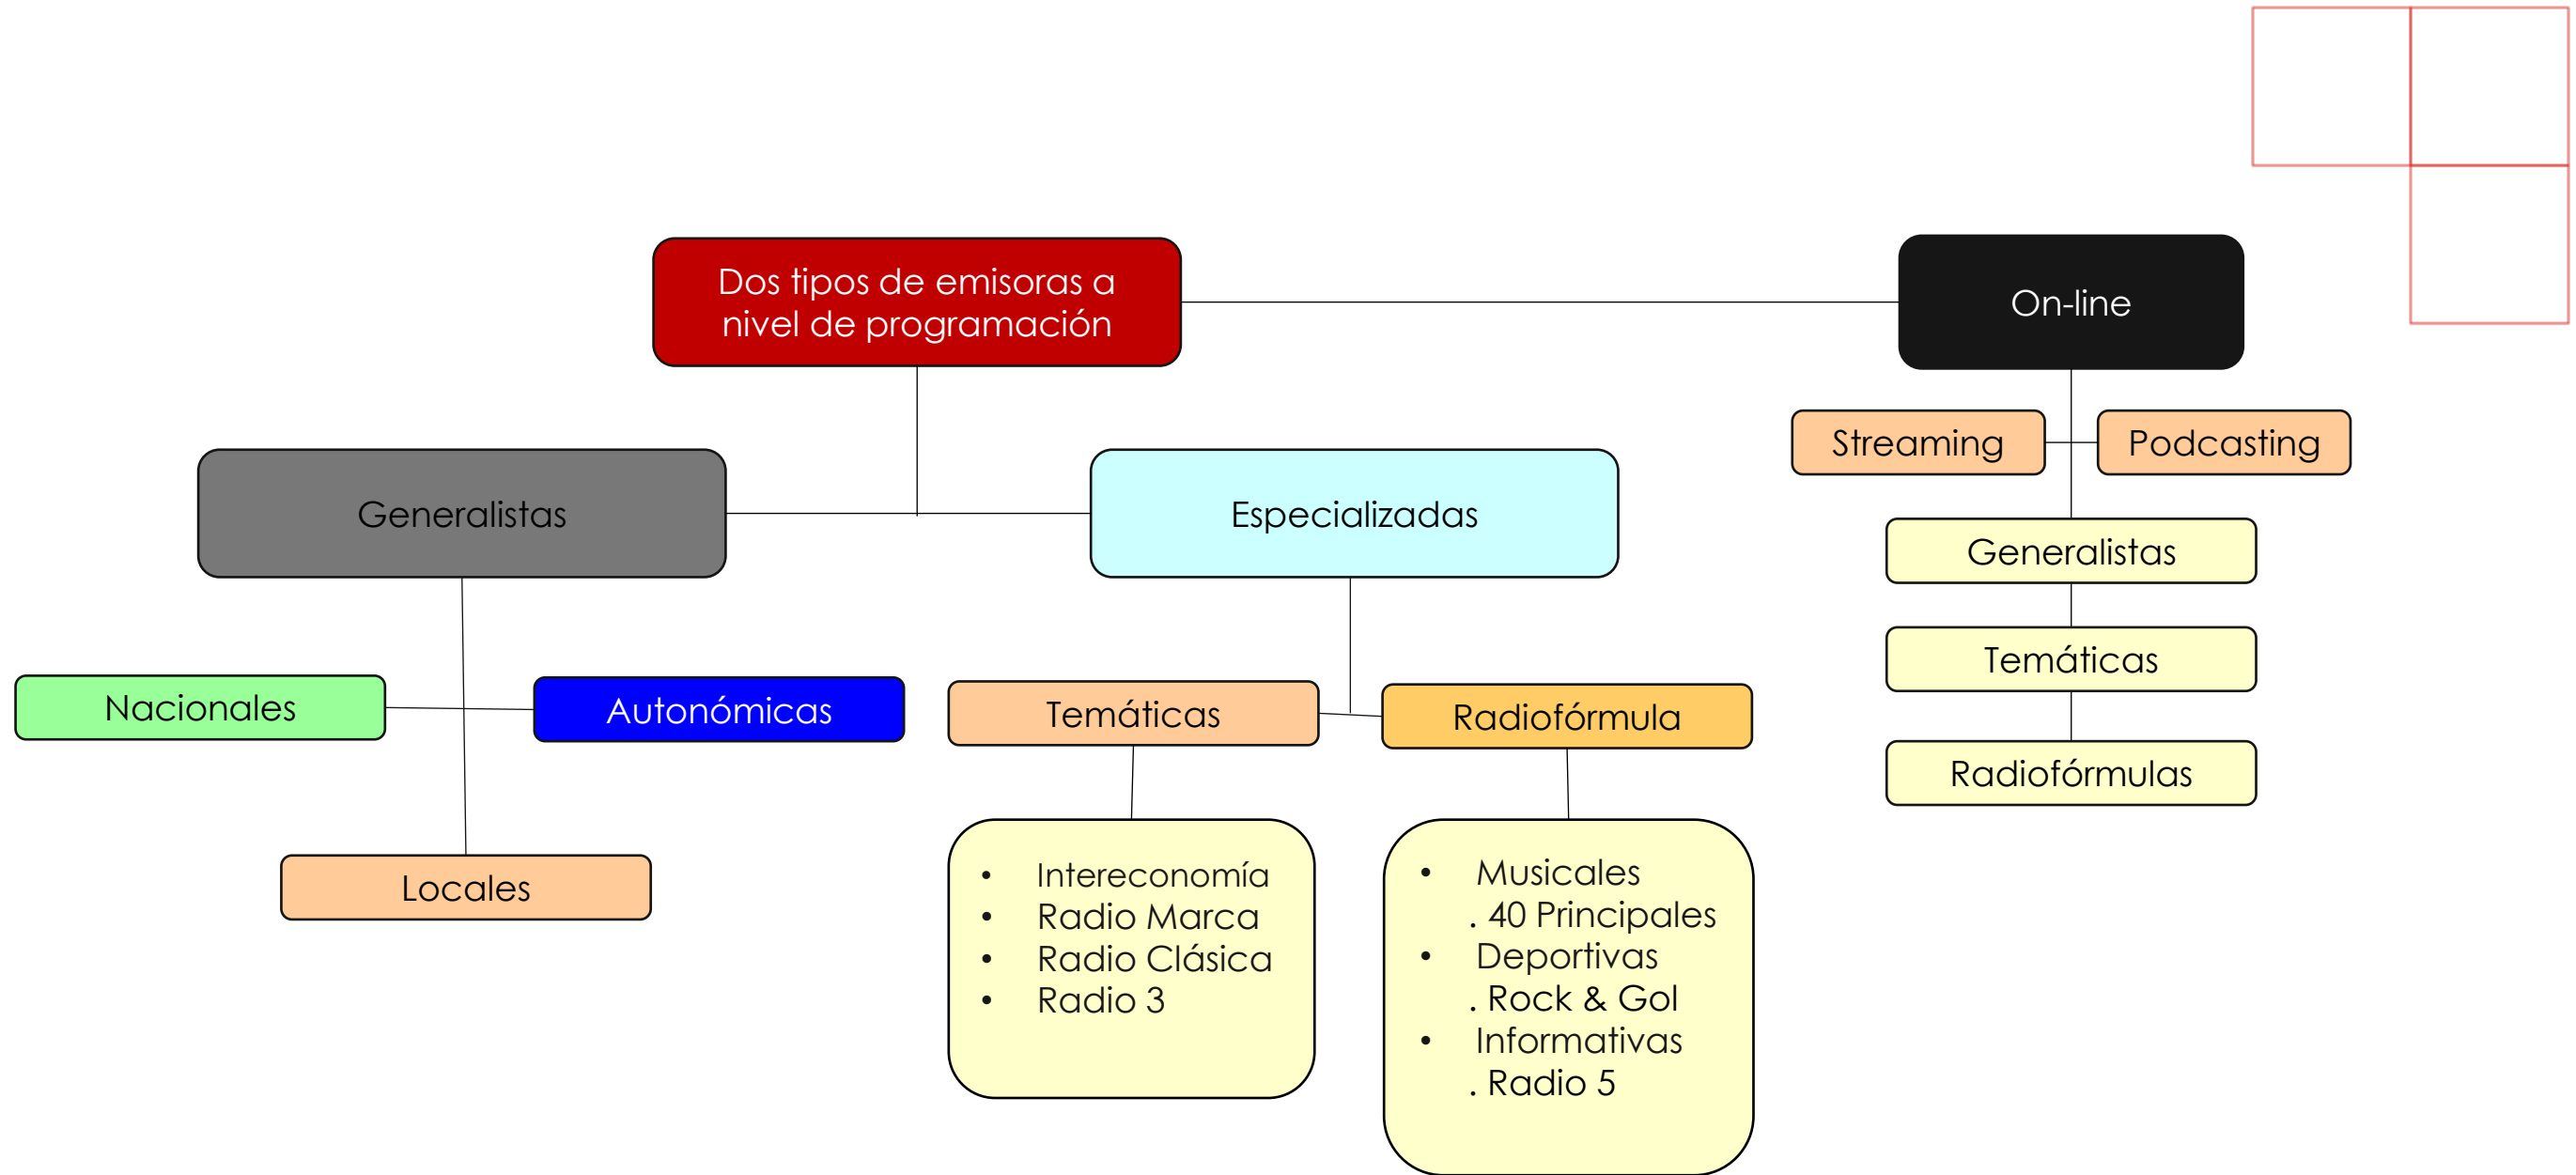 Dos tipos de emisoras a
nivel de programación
On-line
Streaming
Podcasting
Generalistas
Especializadas
Generalistas
Temáticas
Radiofórmulas
Nacionales
Autonómicas
Locales
Temáticas
Radiofórmula
• Intereconomía
• Radio Marca
• Radio Clásica
• Radio 3
• Musicales
. 40 Principales
• Deportivas
. Rock & Gol
• Informativas
. Radio 5